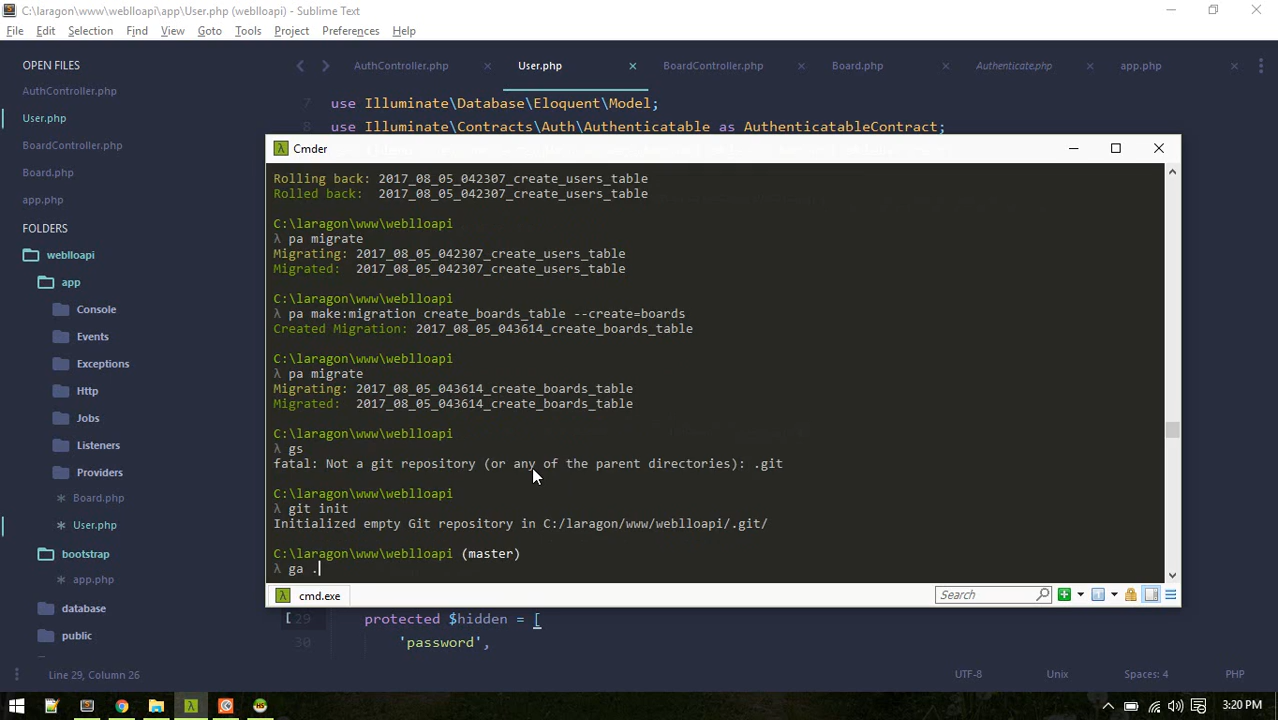 C:\laragon\www\weblloapi\app\User.php (weblloapi) - Sublime Text
File Edit Selection Find View Goto Tools Project Preferences Help
OPEN FILES
AuthController.php
User.php
BoardController.php
Board.php
app.php
FOLDERS
weblloapi
app
Console
Events
Exceptions
Http
Jobs
Listeners
Providers
Board.php
User.php
bootstrap
app.php
database
public
AuthController.php User.php BoardController.php Board.php Authenticate.php app.php
7 use Illuminate\Database\Eloquent\Model;
8 use Illuminate\Contracts\Auth\Authenticatable as AuthenticatableContract;
Cmder
Rolling back: 2017_08_05_042307_create_users_table
Rolled back: 2017_08_05_042307_create_users_table
C:\laragon\www\weblloapi
λ pa migrate
Migrating: 2017_08_05_042307_create_users_table
Migrated: 2017_08_05_042307_create_users_table
C:\laragon\www\weblloapi
λ pa make:migration create_boards_table --create=boards
Created Migration: 2017_08_05_043614_create_boards_table
C:\laragon\www\weblloapi
λ pa migrate
Migrating: 2017_08_05_043614_create_boards_table
Migrated: 2017_08_05_043614_create_boards_table
C:\laragon\www\weblloapi
λ gs
fatal: Not a git repository (or any of the parent directories): .git
C:\laragon\www\weblloapi
λ git init
Initialized empty Git repository in C:/laragon/www/weblloapi/.git/
C:\laragon\www\weblloapi (master)
λ ga .
cmd.exe
Search
29 protected $hidden = [
30 'password',
Line 29, Column 26
UTF-8 Unix Spaces: 4 PHP
3:20 PM